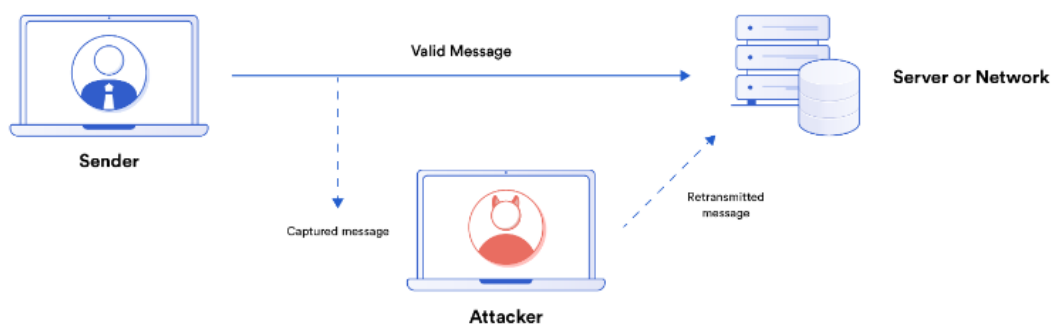 Valid Message
Server or Network
Sender
Retransmitted
message
Captured message
Attacker